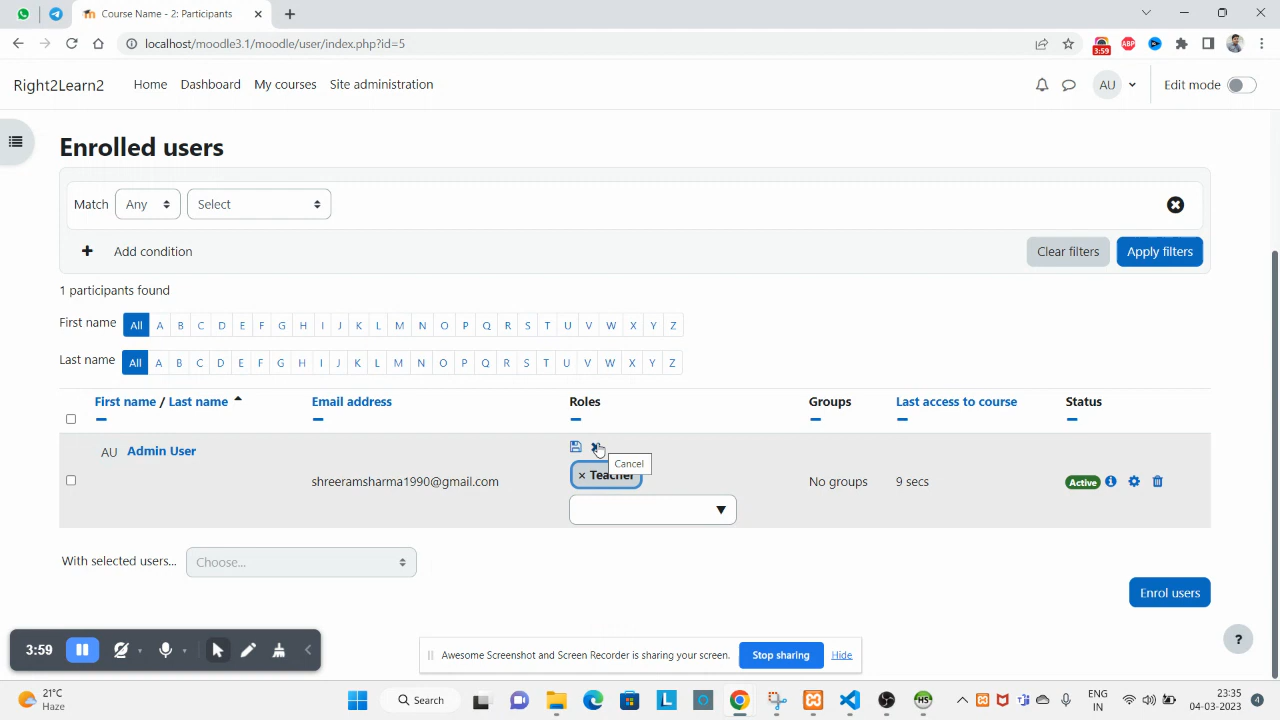 Course Name - 2: Participants
localhost/moodle3.1/moodle/user/index.php?id=5
3:59
ABP
Right2Learn2 Home Dashboard My courses Site administration AU Edit mode
Enrolled users
Match Any Select
Add condition Clear filters Apply filters
1 participants found
First name All A B C D E F G H I J K L M N O P Q R S T U V W X Y Z
Last name All A B C D E F G H I J K L M N O P Q R S T U V W X Y Z
First name / Last name Email address Roles Groups Last access to course Status
AU Admin User
Cancel
× Teacher
shreeramsharma1990@gmail.com No groups 9 secs Active
With selected users... Choose...
Enrol users
3:59
Awesome Screenshot and Screen Recorder is sharing your screen. Stop sharing Hide
?
21°C
Haze
Search
L
HS
ENG
IN
23:35
04-03-2023
4